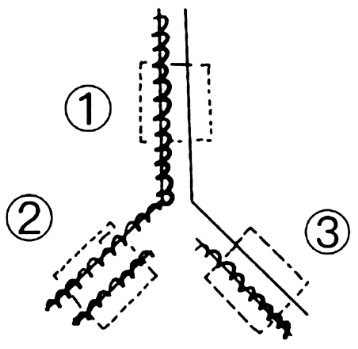 ①
②
③